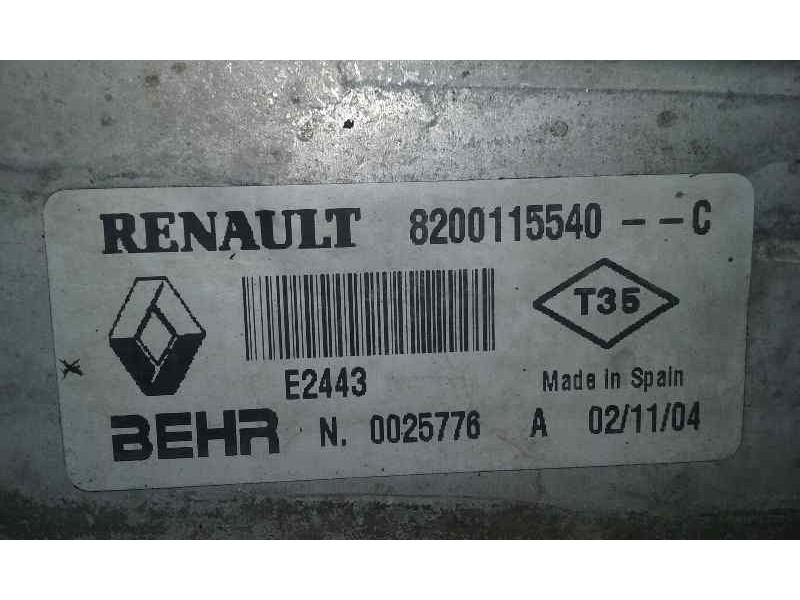 RENAULT 8200115540 - - C
T35
E2443 Made in Spain
BEHR N. 0025776 A 02/11/04